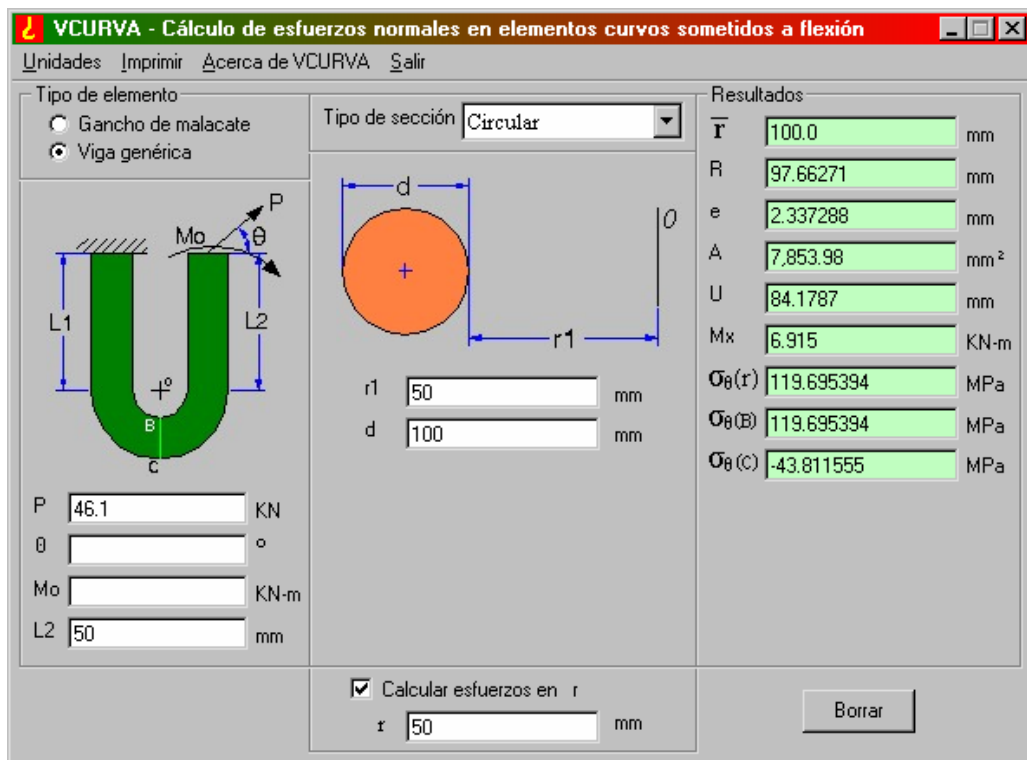 VCURVA - Cálculo de esfuerzos normales en elementos curvos sometidos a flexión
Unidades Imprimir Acerca de VCURVA Salir
Tipo de elemento
Gancho de malacate
Viga genérica
P
Mo
θ
L1
L2
o
B
C
P 46.1 KN
θ º
Mo KN-m
L2 50 mm
Tipo de sección Circular
d
0
r1
r1 50 mm
d 100 mm
Calcular esfuerzos en r
r 50 mm
Resultados
r̅ 100.0 mm
R 97.66271 mm
e 2.337288 mm
A 7,853.98 mm²
U 84.1787 mm
Mx 6.915 KN-m
σθ(r) 119.695394 MPa
σθ(B) 119.695394 MPa
σθ(C) -43.811555 MPa
Borrar